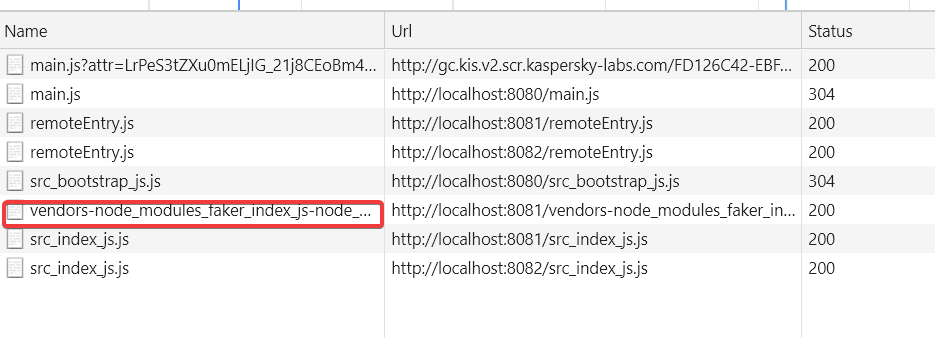 Name Url Status
main.js?attr=LrPeS3tZXu0mELjIG_21j8CEoBm4... http://gc.kis.v2.scr.kaspersky-labs.com/FD126C42-EBF... 200
main.js http://localhost:8080/main.js 304
remoteEntry.js http://localhost:8081/remoteEntry.js 200
remoteEntry.js http://localhost:8082/remoteEntry.js 200
src_bootstrap_js.js http://localhost:8080/src_bootstrap_js.js 304
vendors-node_modules_faker_index_js-node_... http://localhost:8081/vendors-node_modules_faker_in... 200
src_index_js.js http://localhost:8081/src_index_js.js 200
src_index_js.js http://localhost:8082/src_index_js.js 200